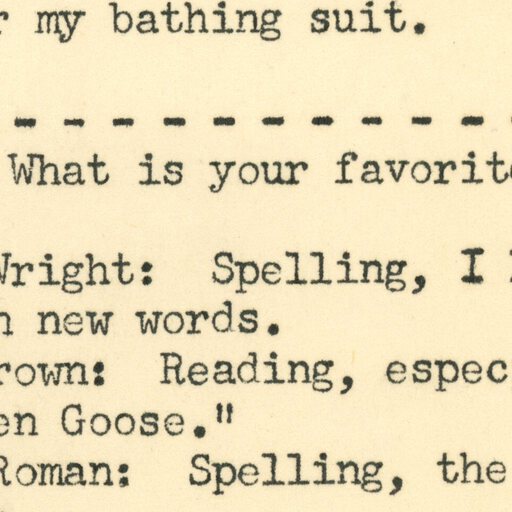 r my bathing suit.
- - - - - - - - - - -
What is your favorit
Wright: Spelling, I
n new words.
rown: Reading, espec
en Goose."
Roman: Spelling, the